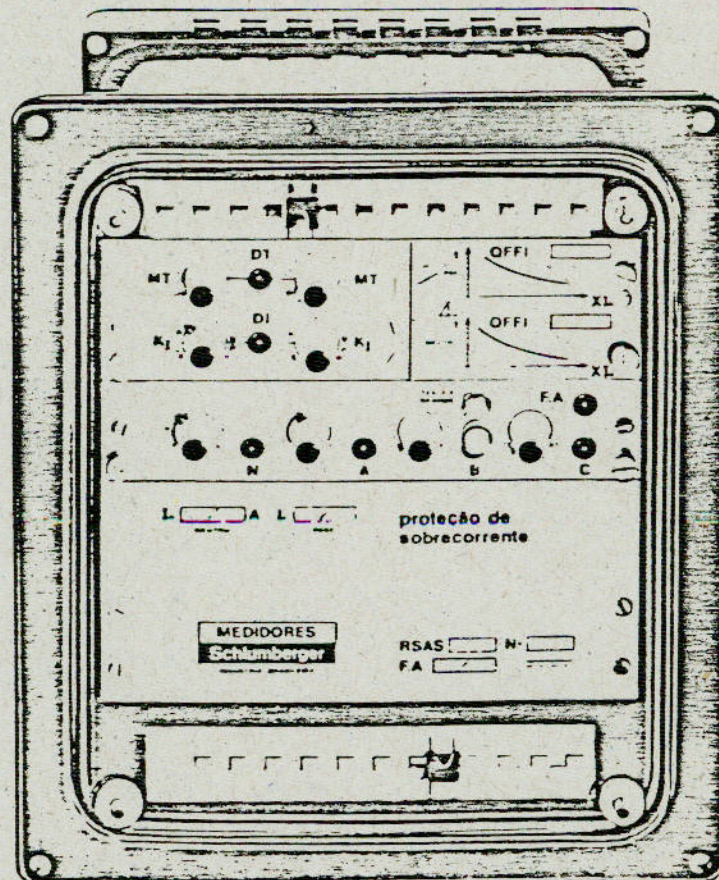 DT
MT
MT
OFFI
XL
DI
KI
KI
OFFI
XL
F.A
N
A
B
C
I.
A
I.
proteção de
sobrecorrente
MEDIDORES
Schlumberger
RSAS
N.
F.A